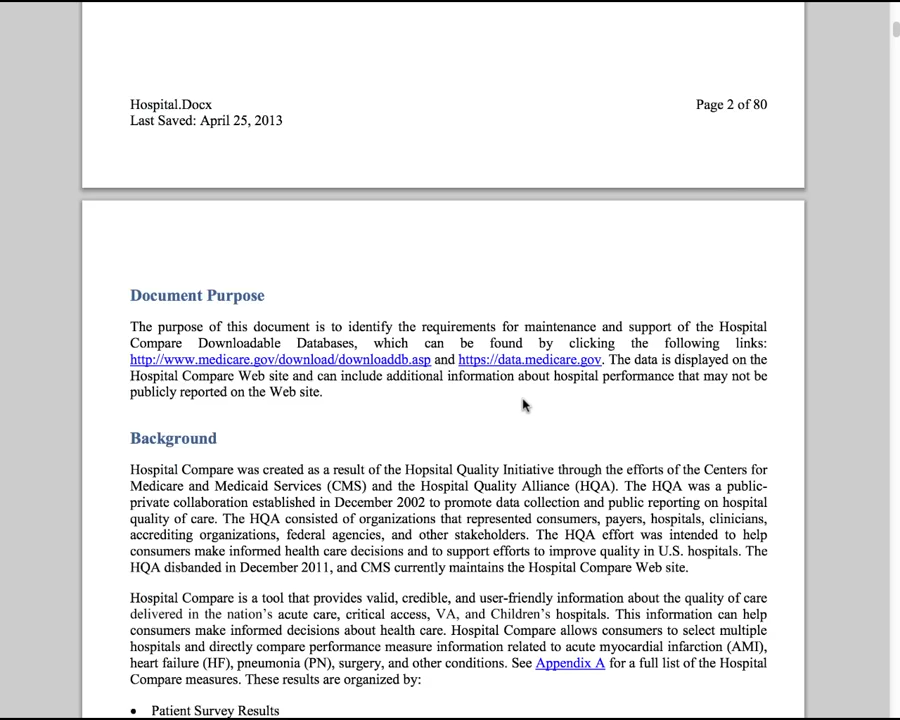 Hospital.Docx Page 2 of 80
Last Saved: April 25, 2013
Document Purpose
The purpose of this document is to identify the requirements for maintenance and support of the Hospital
Compare Downloadable Databases, which can be found by clicking the following links:
http://www.medicare.gov/download/downloaddb.asp and https://data.medicare.gov. The data is displayed on the
Hospital Compare Web site and can include additional information about hospital performance that may not be
publicly reported on the Web site.
Background
Hospital Compare was created as a result of the Hopsital Quality Initiative through the efforts of the Centers for
Medicare and Medicaid Services (CMS) and the Hospital Quality Alliance (HQA). The HQA was a public-
private collaboration established in December 2002 to promote data collection and public reporting on hospital
quality of care. The HQA consisted of organizations that represented consumers, payers, hospitals, clinicians,
accrediting organizations, federal agencies, and other stakeholders. The HQA effort was intended to help
consumers make informed health care decisions and to support efforts to improve quality in U.S. hospitals. The
HQA disbanded in December 2011, and CMS currently maintains the Hospital Compare Web site.
Hospital Compare is a tool that provides valid, credible, and user-friendly information about the quality of care
delivered in the nation's acute care, critical access, VA, and Children's hospitals. This information can help
consumers make informed decisions about health care. Hospital Compare allows consumers to select multiple
hospitals and directly compare performance measure information related to acute myocardial infarction (AMI),
heart failure (HF), pneumonia (PN), surgery, and other conditions. See Appendix A for a full list of the Hospital
Compare measures. These results are organized by:
• Patient Survey Results